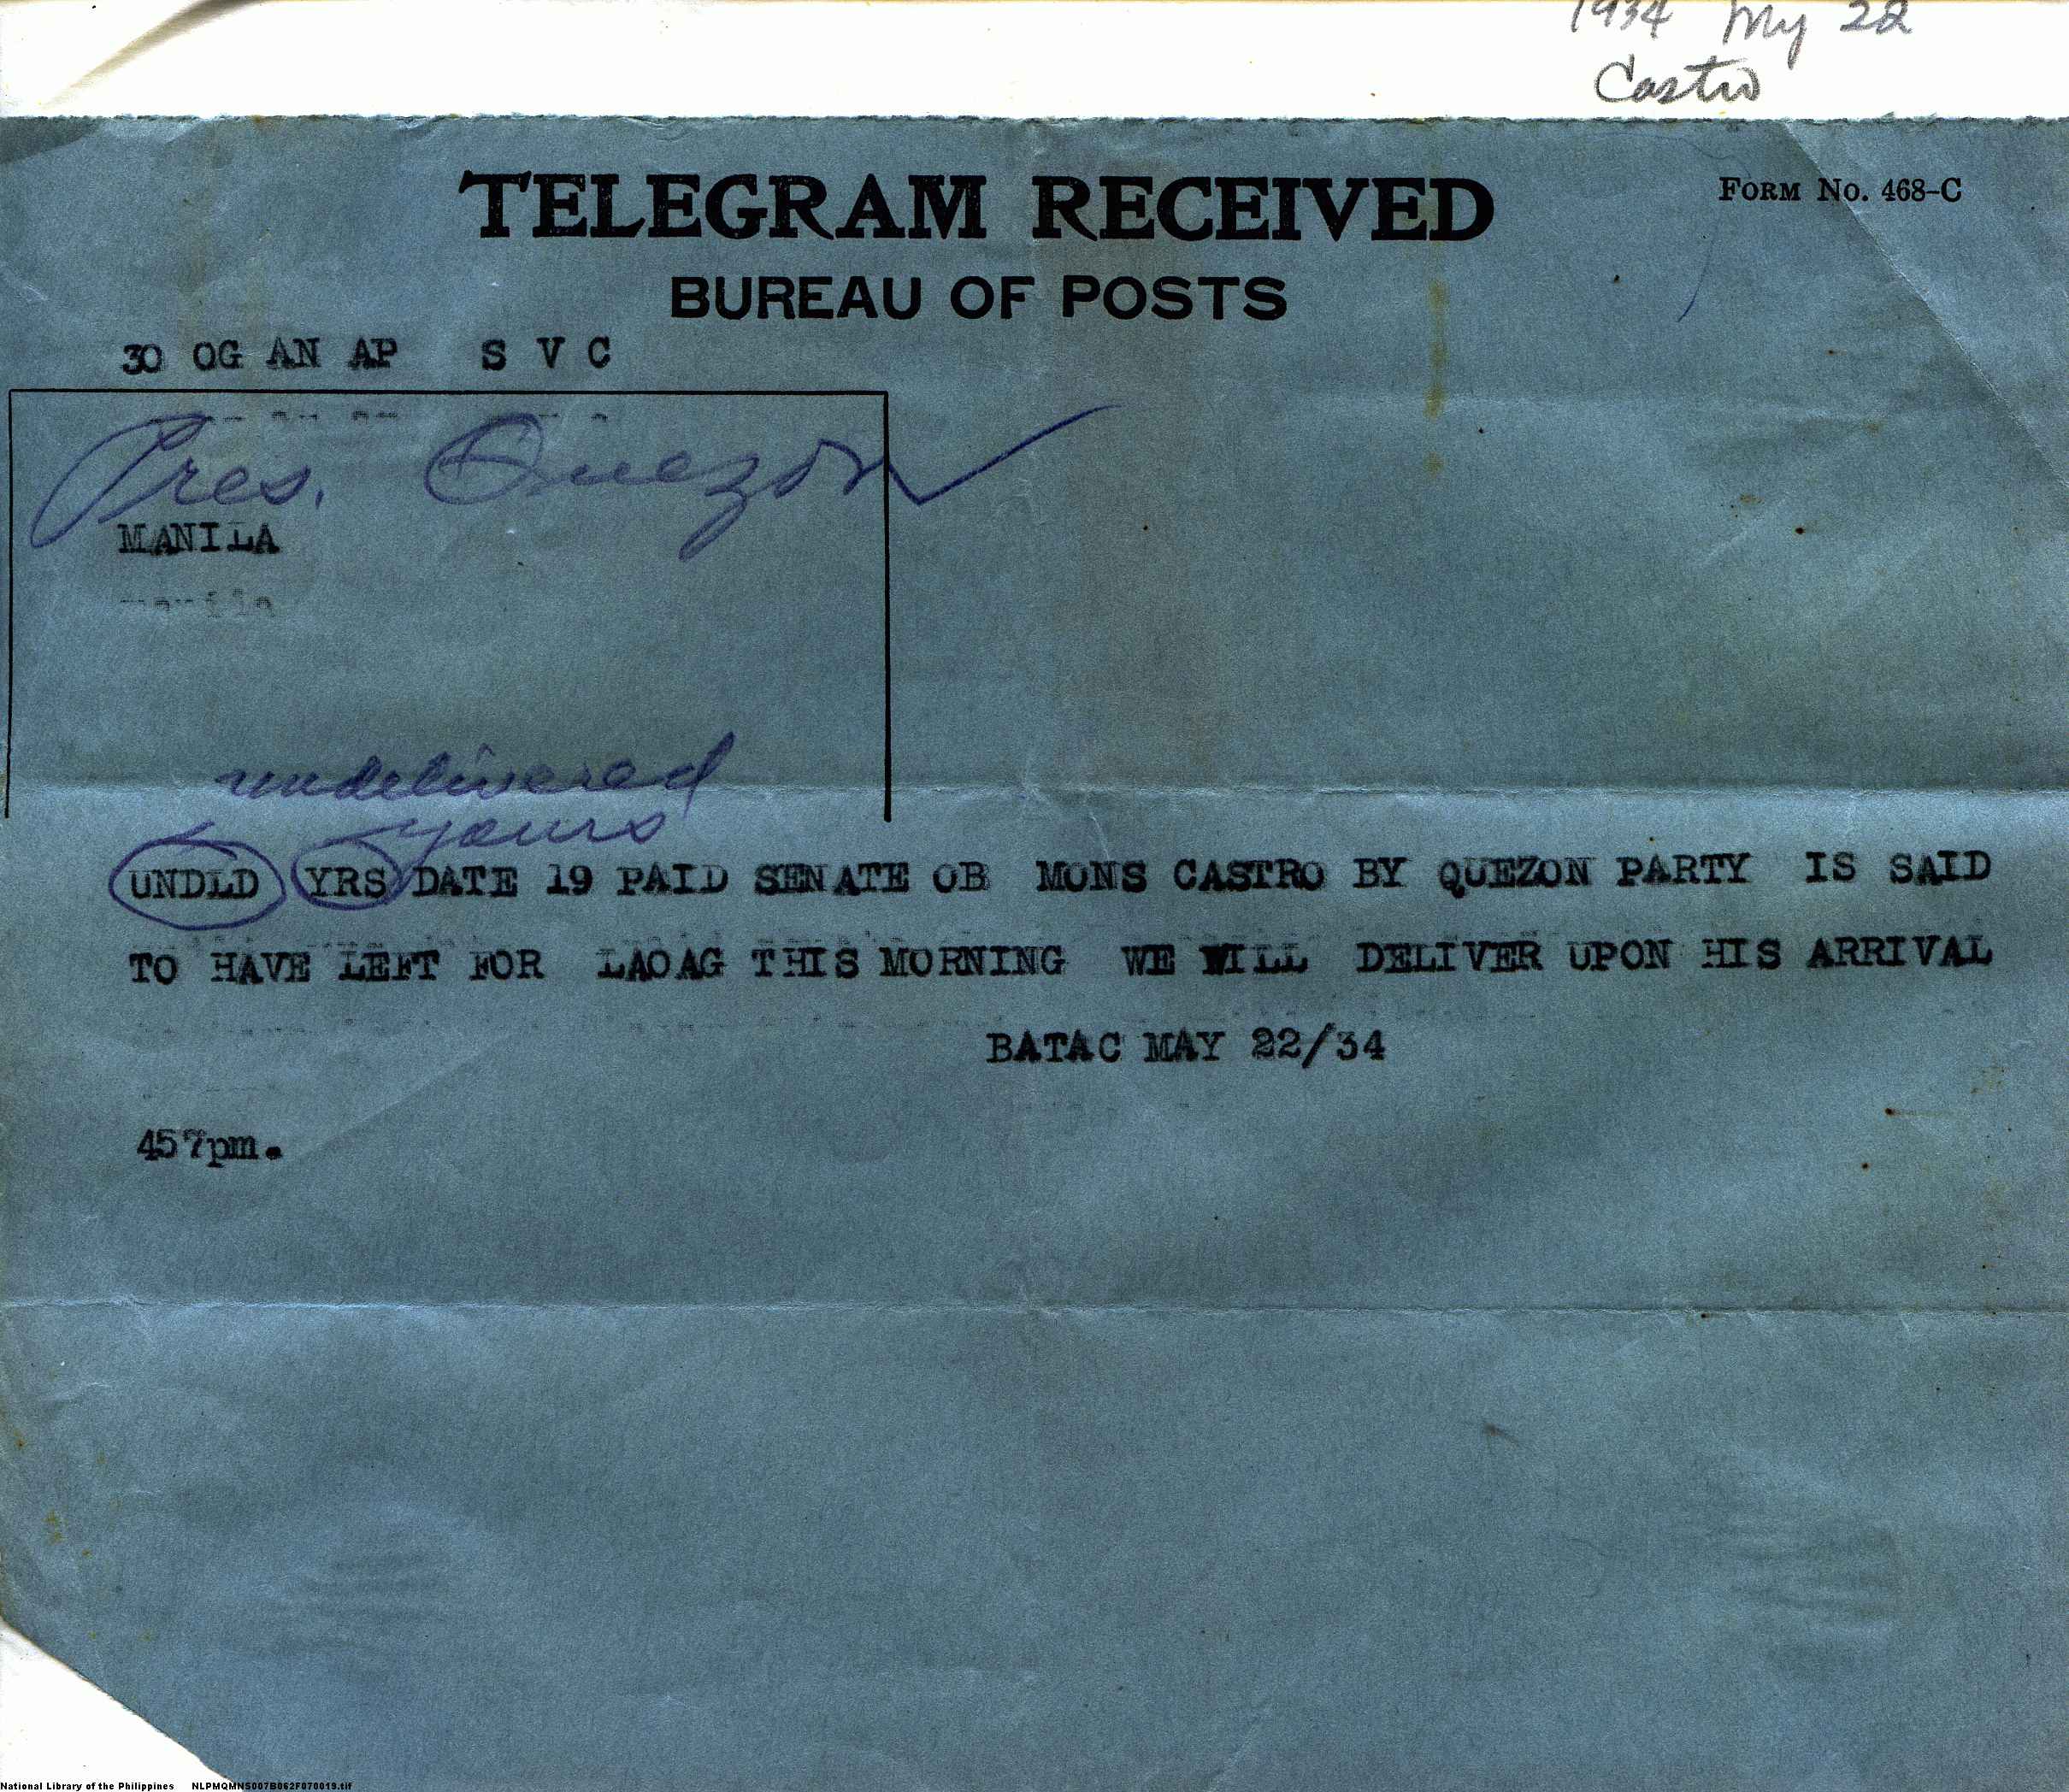 1934 My 22
Castro
TELEGRAM RECEIVED
FORM NO. 468-C
BUREAU OF POSTS
30 OG AN AP S V C
Pres. Quezon
MANILA
undelivered
yours
UNDLD YRS DATE 19 PAID SENATE OB MONS CASTRO BY QUEZON PARTY IS SAID
TO HAVE LEFT FOR LAOAG THIS MORNING WE WILL DELIVER UPON HIS ARRIVAL
BATAC MAY 22/34
457pm.
National Library of the Philippines NLPMQMNS007B062F070019.tif